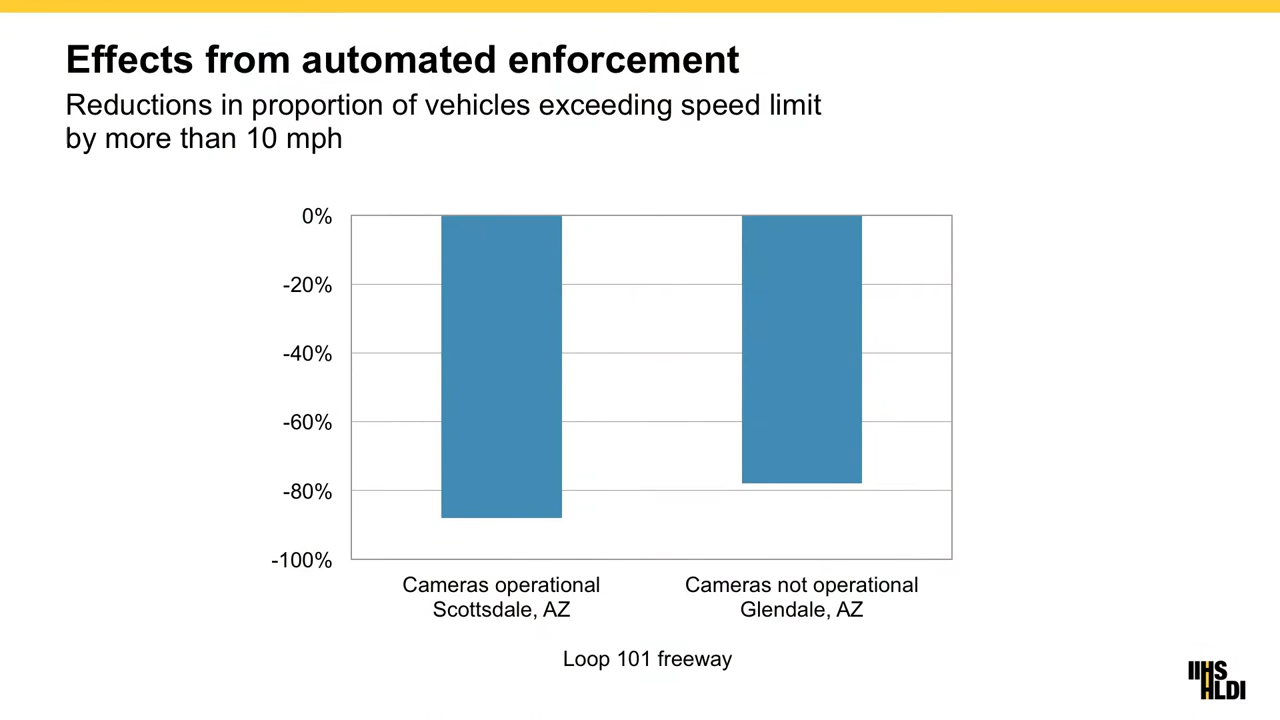 Effects from automated enforcement
Reductions in proportion of vehicles exceeding speed limit
by more than 10 mph
0%
-20%
-40%
-60%
-80%
-100%
Cameras operational
Scottsdale, AZ
Cameras not operational
Glendale, AZ
Loop 101 freeway
IIHS
HLDI